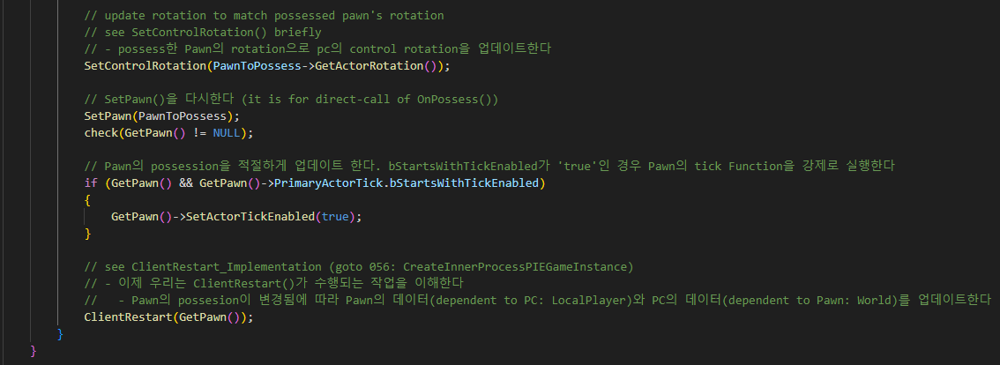 // update rotation to match possessed pawn's rotation
// see SetControlRotation() briefly
// - possess한 Pawn의 rotation으로 pc의 control rotation을 업데이트한다
SetControlRotation(PawnToPossess->GetActorRotation());
// SetPawn()을 다시한다 (it is for direct-call of OnPossess())
SetPawn(PawnToPossess);
check(GetPawn() != NULL);
// Pawn의 possession을 적절하게 업데이트 한다. bStartsWithTickEnabled가 'true'인 경우 Pawn의 tick Function을 강제로 실행한다
if (GetPawn() && GetPawn()->PrimaryActorTick.bStartsWithTickEnabled)
{
GetPawn()->SetActorTickEnabled(true);
}
// see ClientRestart_Implementation (goto 056: CreateInnerProcessPIEGameInstance)
// - 이제 우리는 ClientRestart()가 수행되는 작업을 이해한다
//   - Pawn의 possesion이 변경됨에 따라 Pawn의 데이터(dependent to PC: LocalPlayer)와 PC의 데이터(dependent to Pawn: World)를 업데이트한다
ClientRestart(GetPawn());
}
}